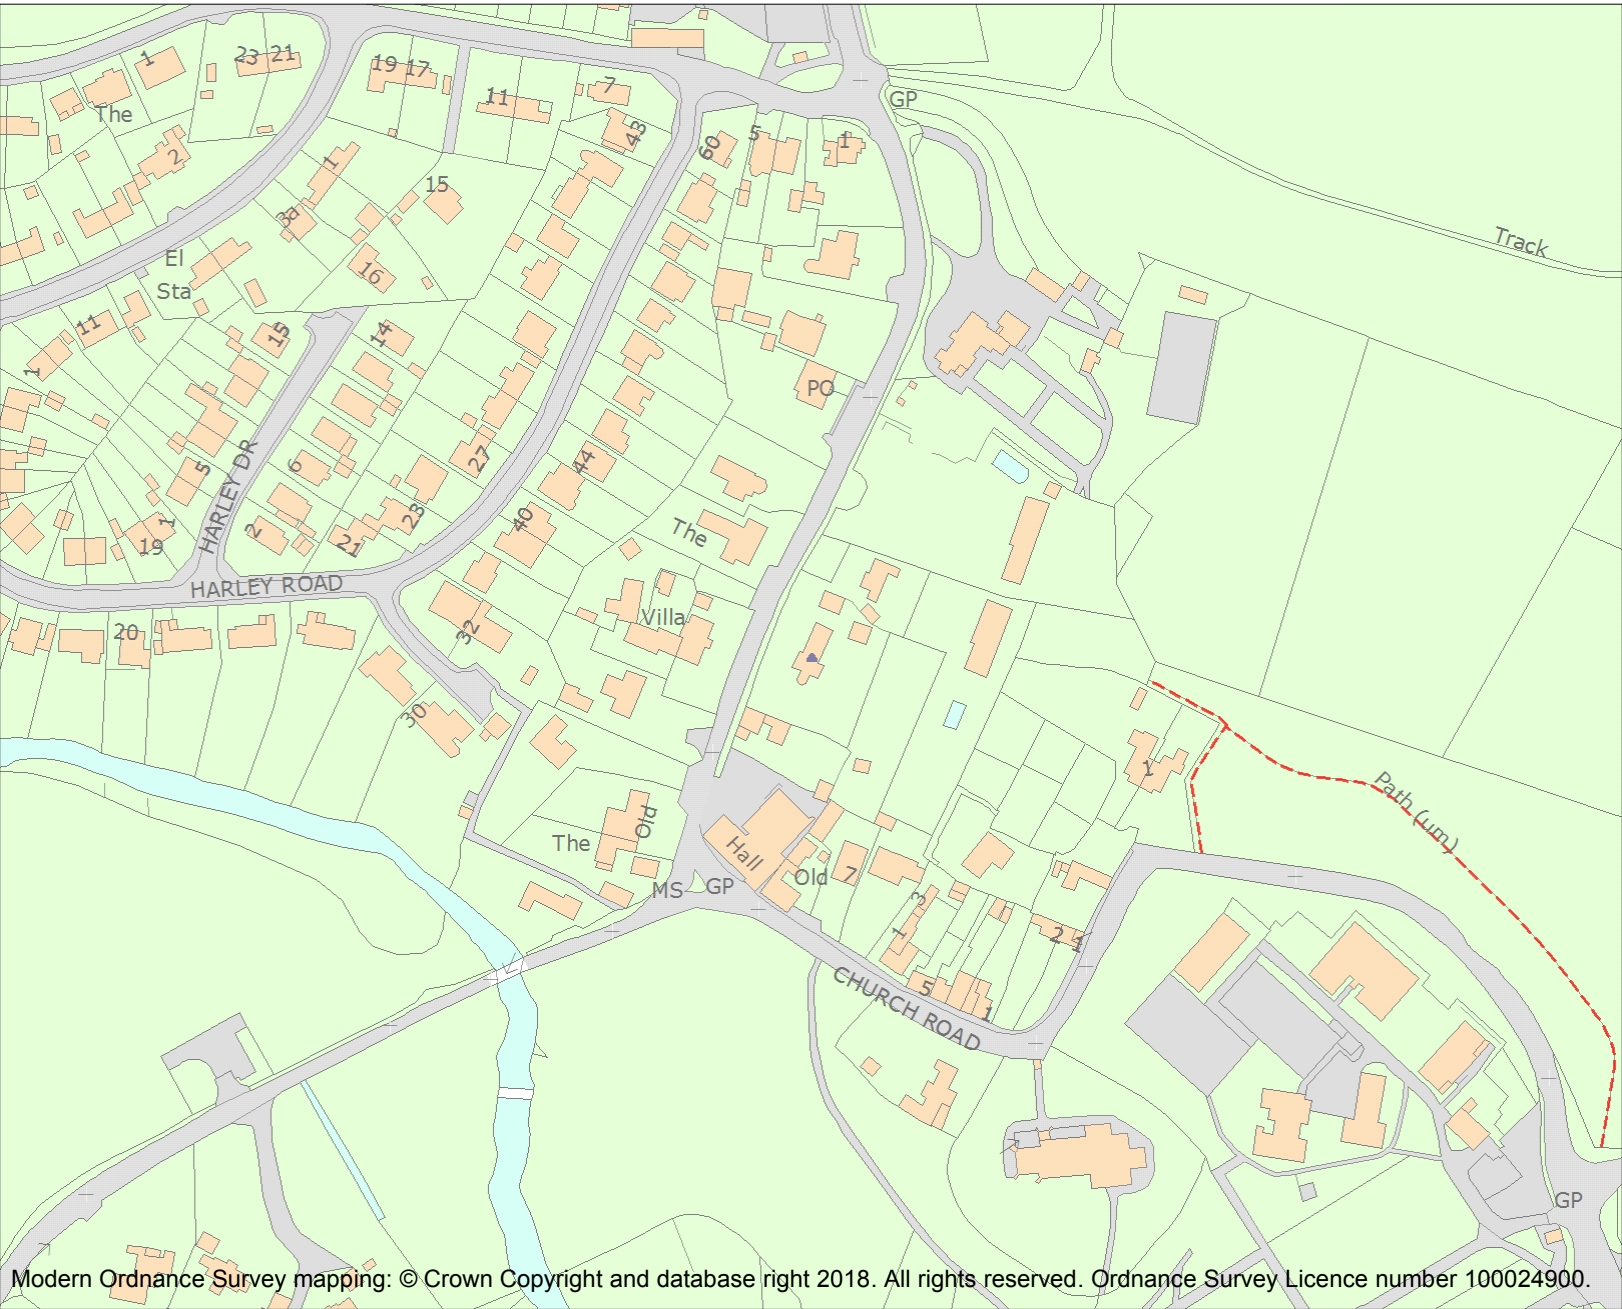 1
23 21
19 17
11
7
43
The
2
1
3a
15
16
60
5
1
GP
Track
El
Sta
11
1
15
14
PO
5
6
HARLEY DR
27
44
40
23
The
1
19
2
21
HARLEY ROAD
20
32
Villa
30
1
Path (um)
The
Old
Hall
Old
7
MS
GP
3
1
2 1
5
1
CHURCH ROAD
GP
Modern Ordnance Survey mapping: © Crown Copyright and database right 2018. All rights reserved. Ordnance Survey Licence number 100024900.